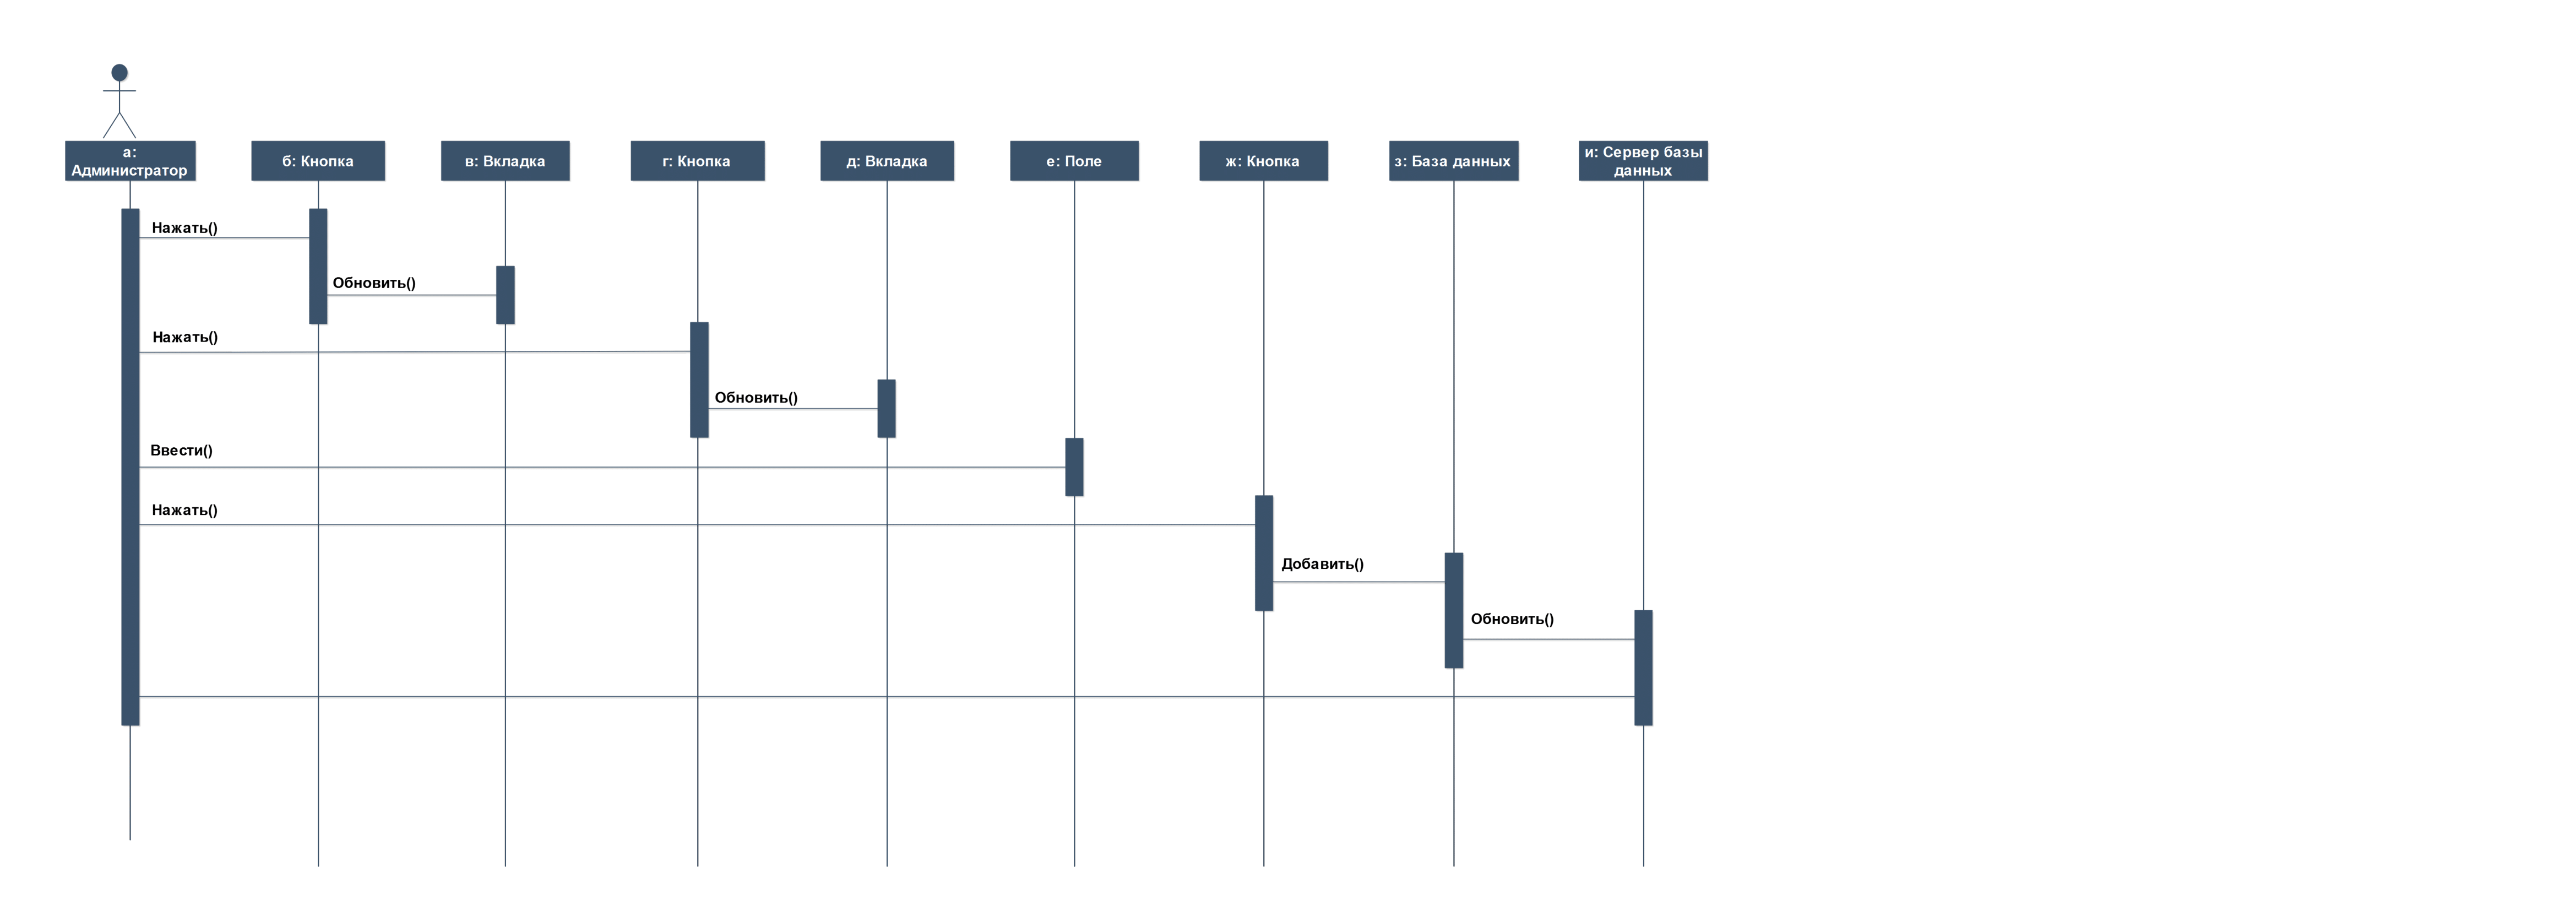 а:
Администратор
б: Кнопка
в: Вкладка
г: Кнопка
д: Вкладка
е: Поле
ж: Кнопка
з: База данных
и: Сервер базы
данных
Нажать()
Обновить()
Нажать()
Обновить()
Ввести()
Нажать()
Добавить()
Обновить()